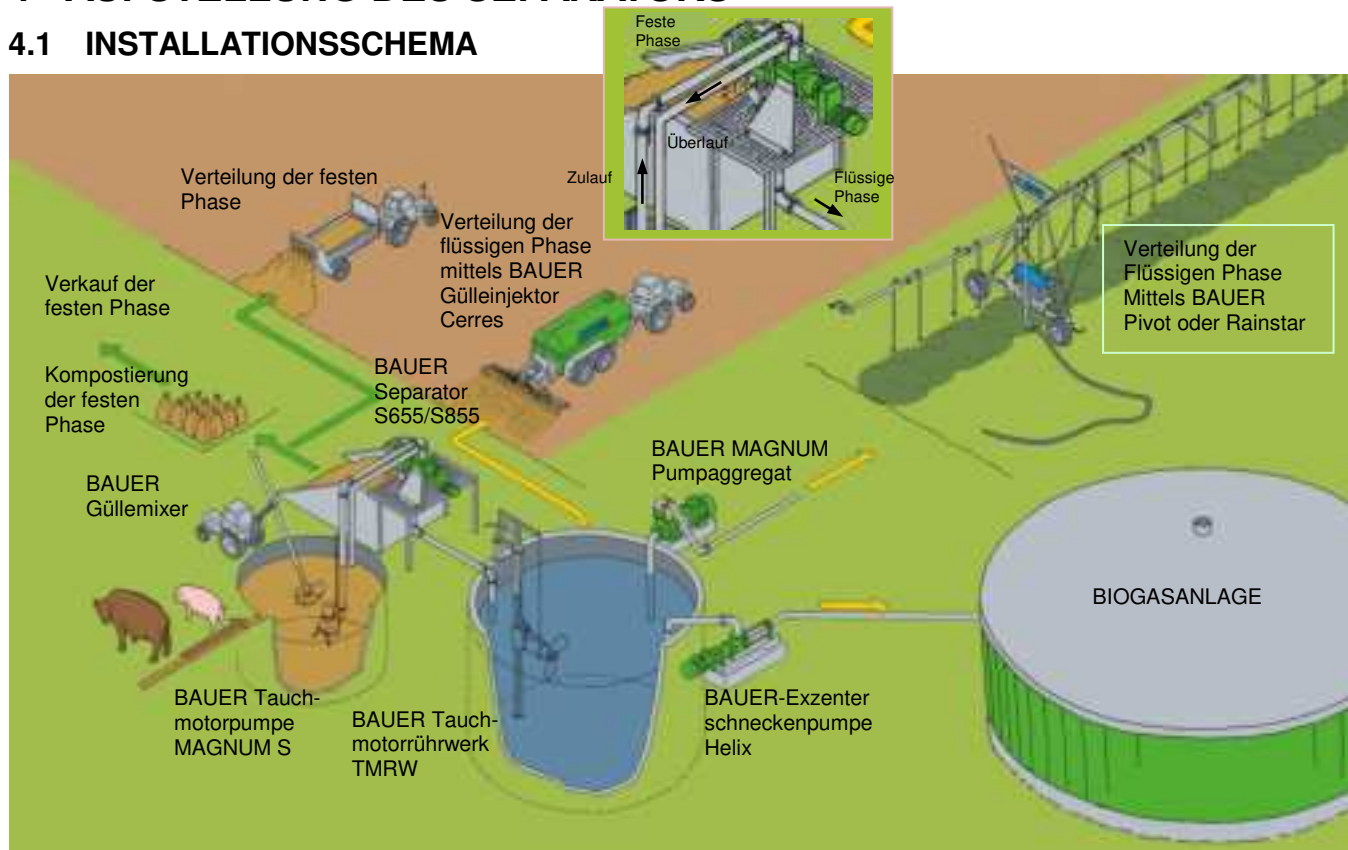 4.1 INSTALLATIONSSCHEMA
Feste
Phase
Überlauf
Zulauf
Flüssige
Phase
Verteilung der festen
Phase
Verteilung der
flüssigen Phase
mittels BAUER
Gülleinjektor
Cerres
Verteilung der
Flüssigen Phase
Mittels BAUER
Pivot oder Rainstar
Verkauf der
festen Phase
Kompostierung
der festen
Phase
BAUER
Separator
S655/S855
BAUER
Güllemixer
BAUER MAGNUM
Pumpaggregat
BIOGASANLAGE
BAUER Tauch-
motorpumpe
MAGNUM S
BAUER Tauch-
motorrührwerk
TMRW
BAUER-Exzenter
schneckenpumpe
Helix